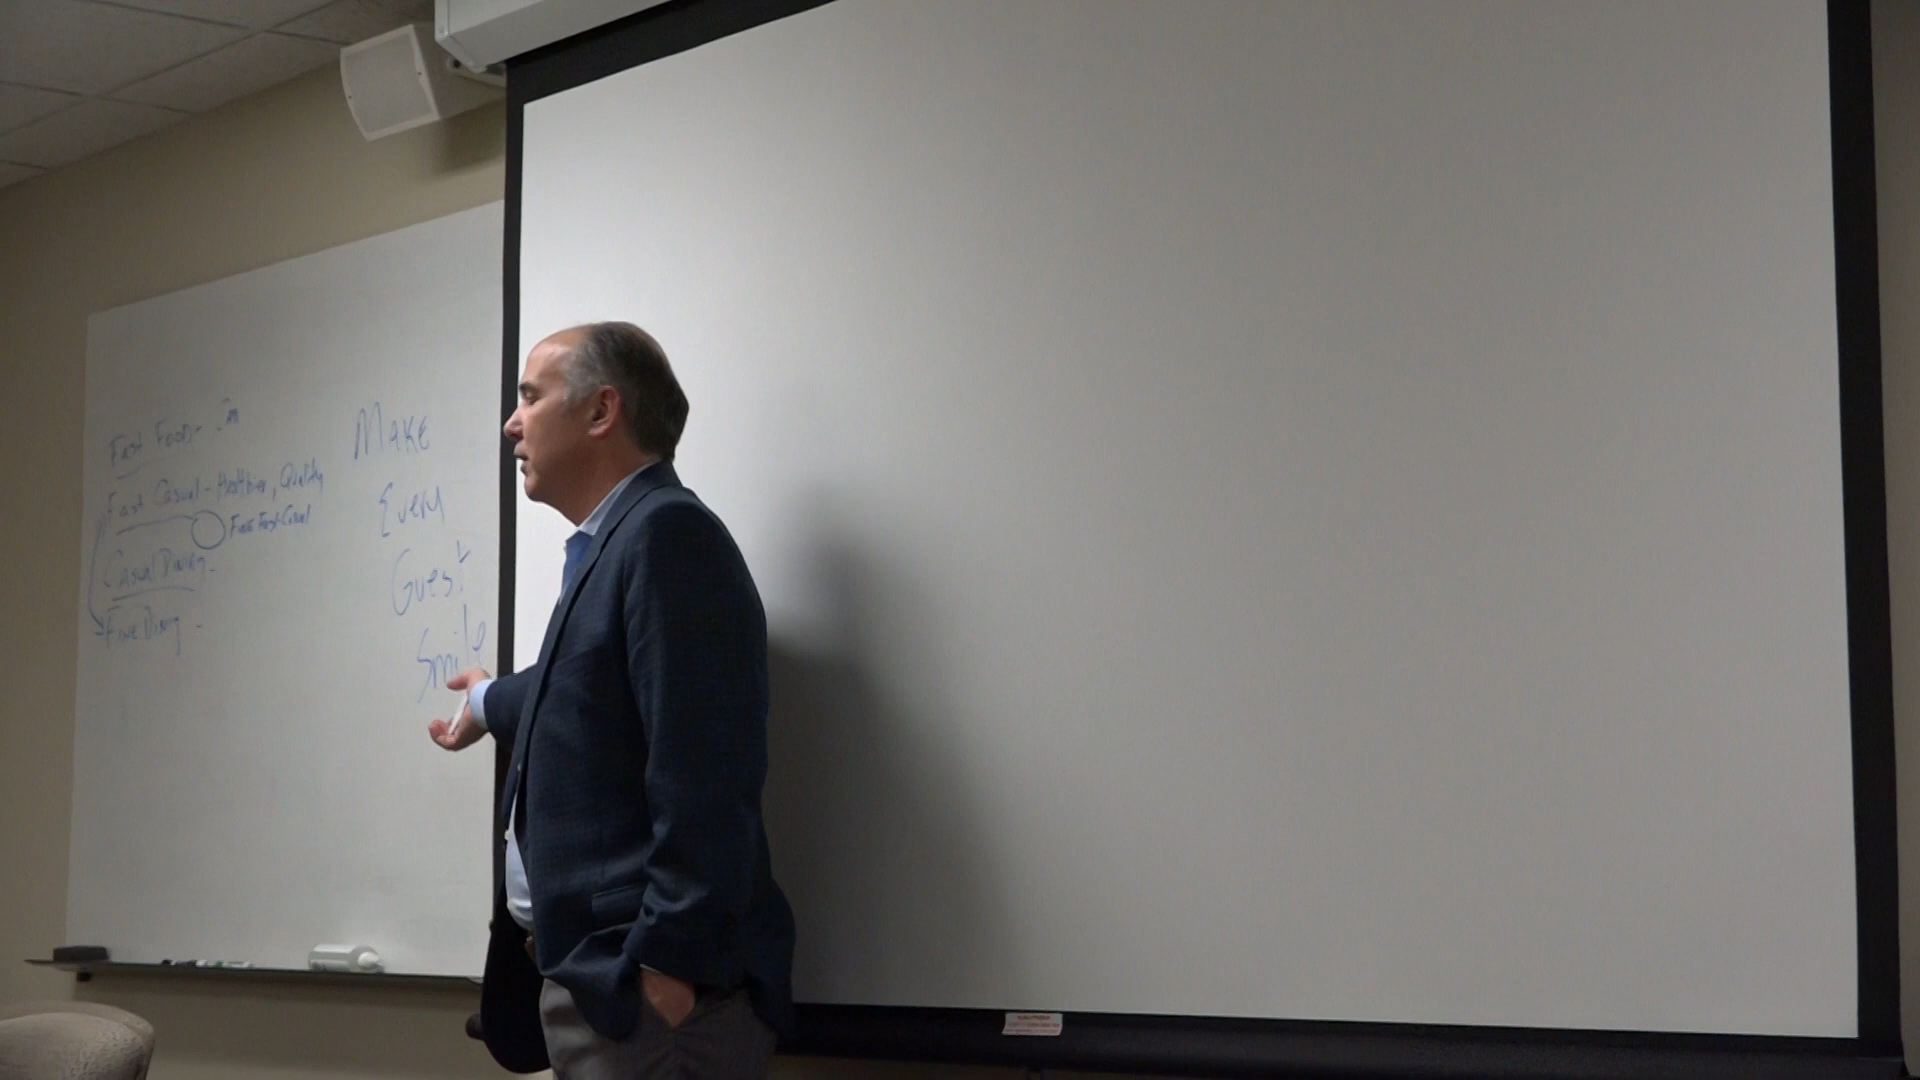 Fast Food -
Fast Casual - Healthier, Quality
Fine Fast-Casual
Casual Dining -
Fine Dining -
Make
Every
Guest
Smile